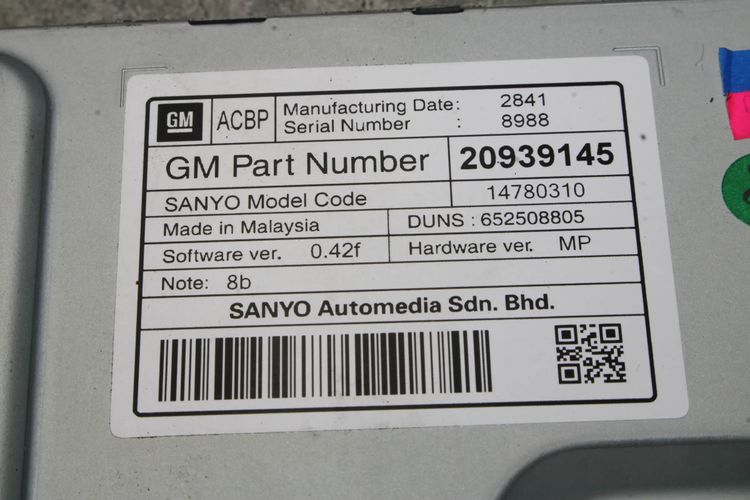 GM ACBP Manufacturing Date: 2841
Serial Number : 8988
GM Part Number 20939145
SANYO Model Code 14780310
Made in Malaysia DUNS : 652508805
Software ver. 0.42f Hardware ver. MP
Note: 8b
SANYO Automedia Sdn. Bhd.